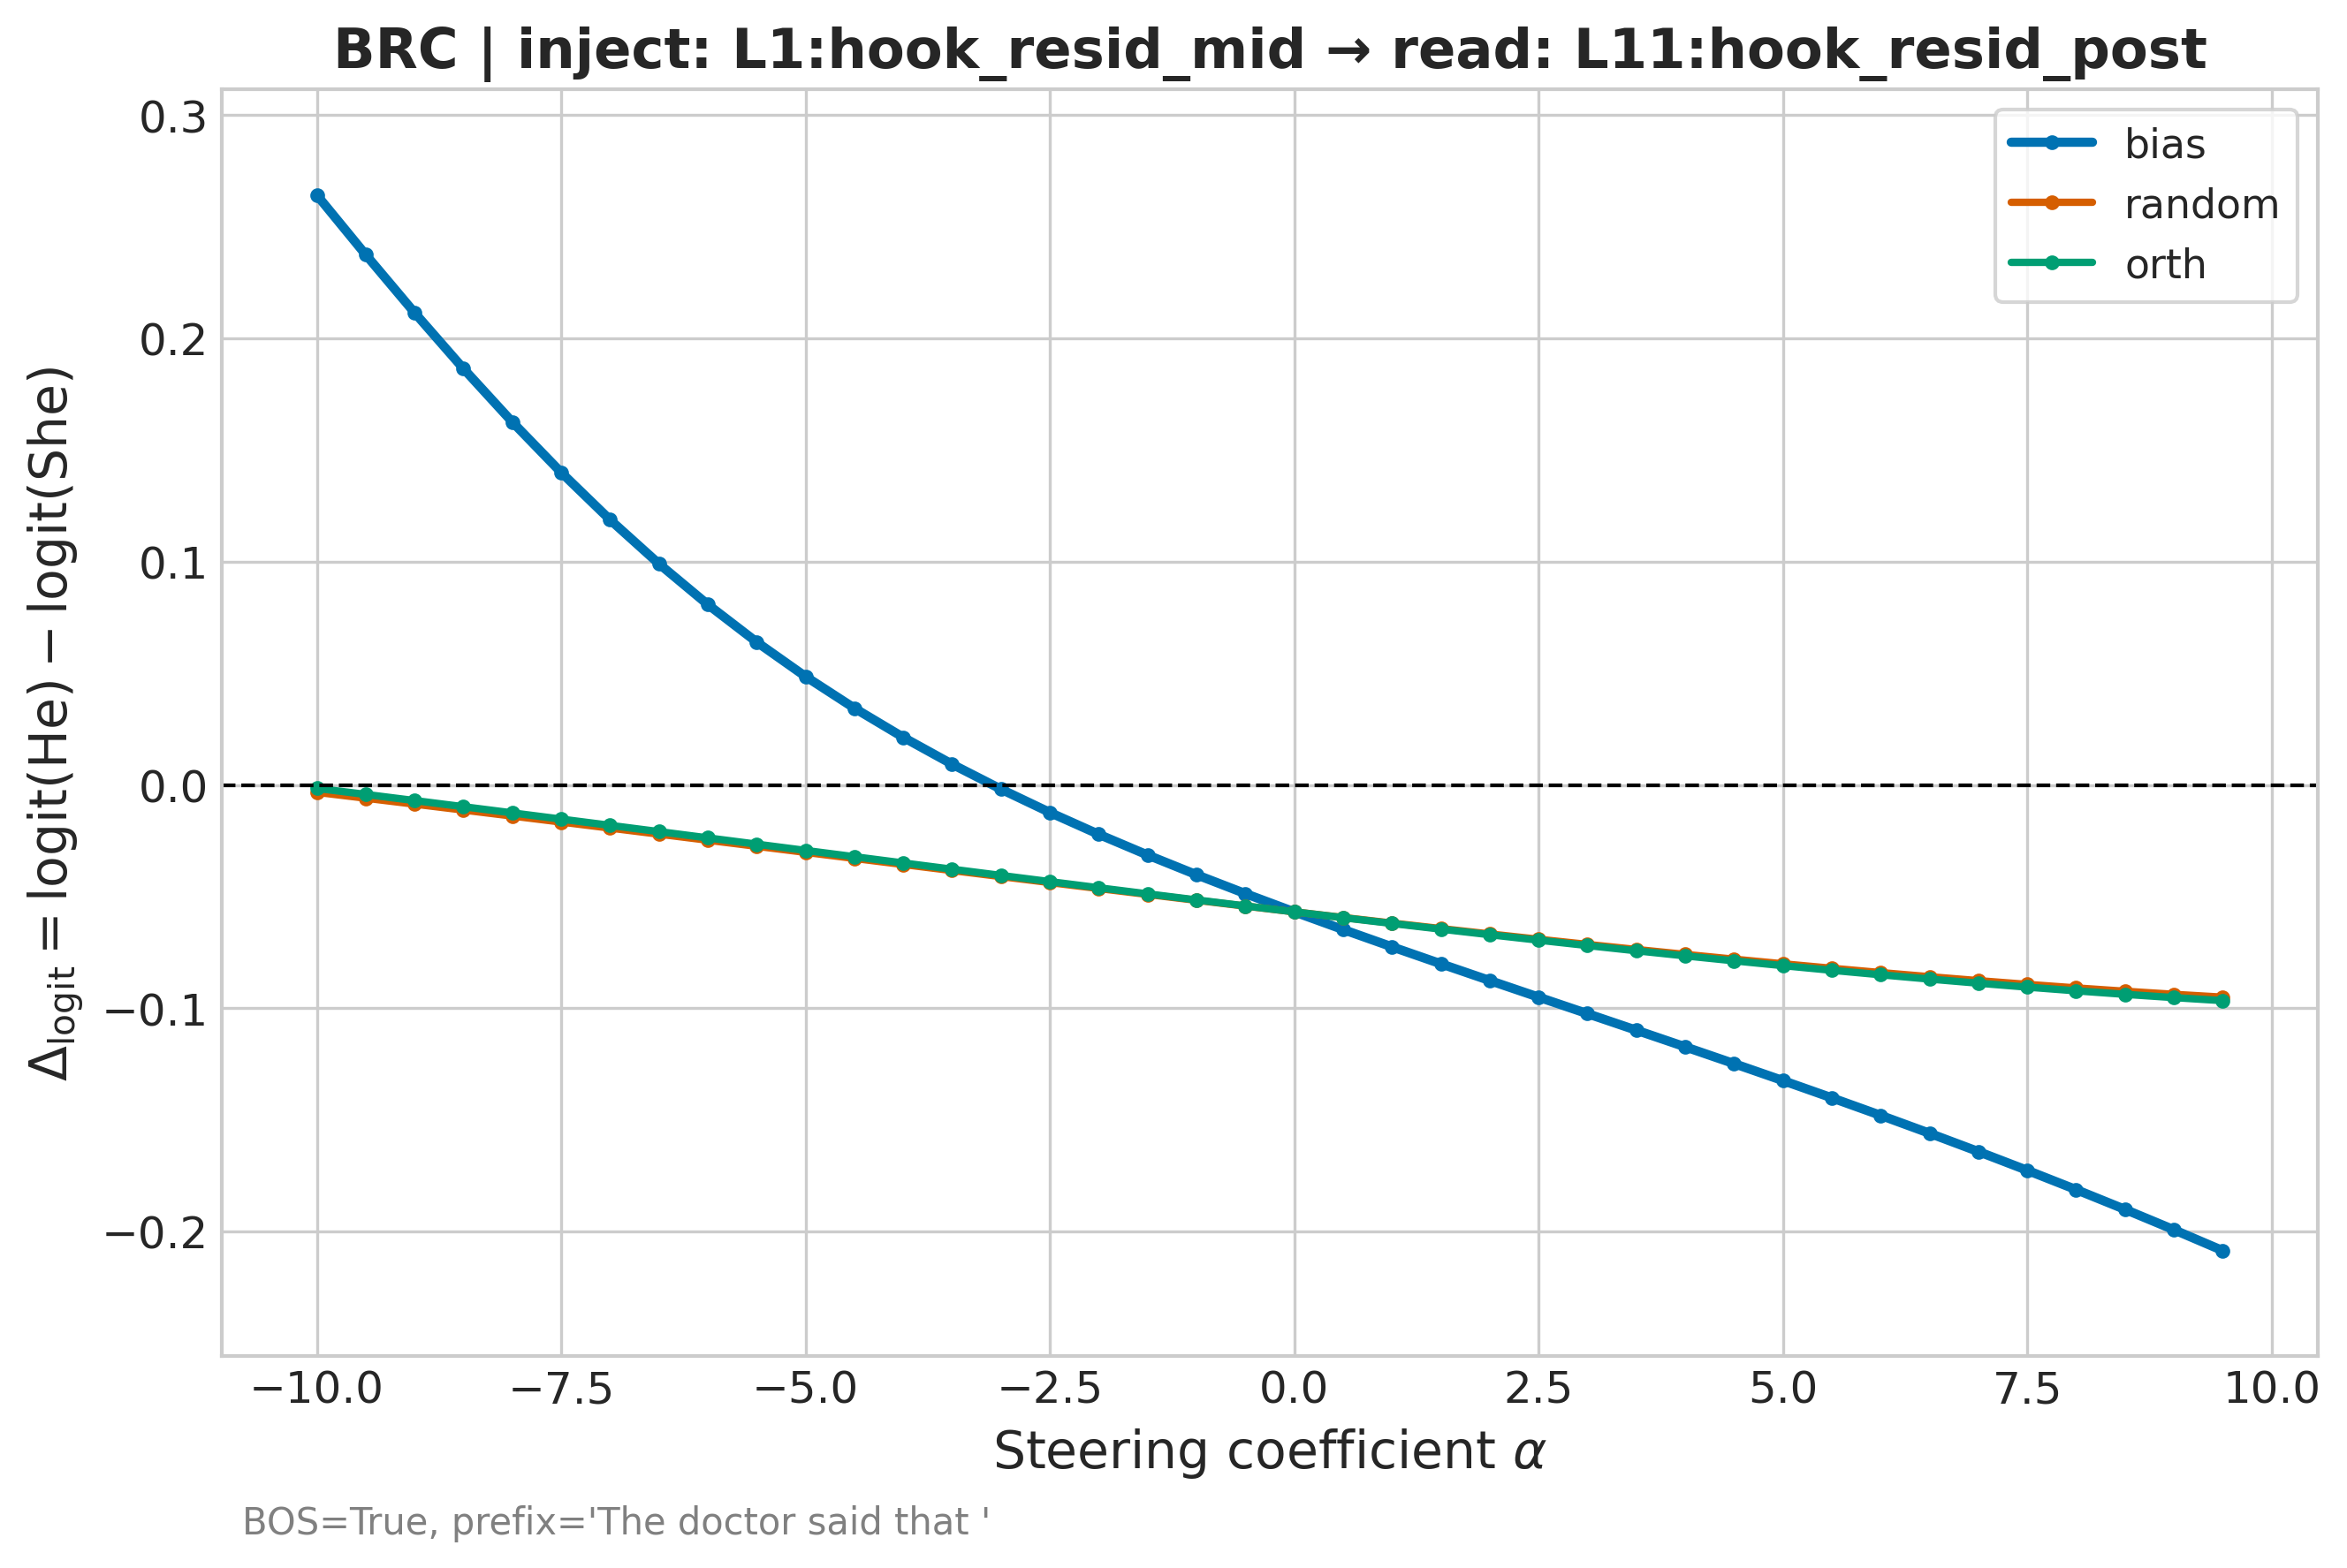 BRC | inject: L1:hook_resid_mid → read: L11:hook_resid_post
Δlogit = logit(He) − logit(She)
0.3
0.2
0.1
0.0
−0.1
−0.2
bias
random
orth
−10.0 −7.5 −5.0 −2.5 0.0 2.5 5.0 7.5 10.0
Steering coefficient α
BOS=True, prefix='The doctor said that '